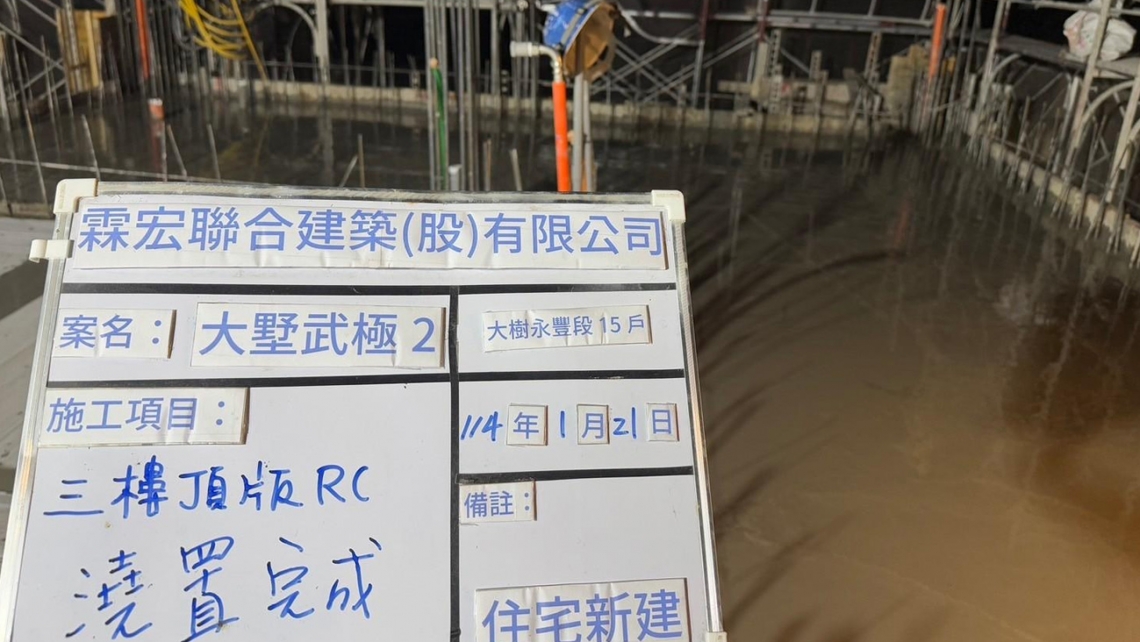 霖宏聯合建築(股)有限公司
案名： 大墅武極 2 大樹永豐段 15 戶
施工項目： 114 年 1 月 21 日
三樓頂版 RC
澆置完成
備註：
住宅新建